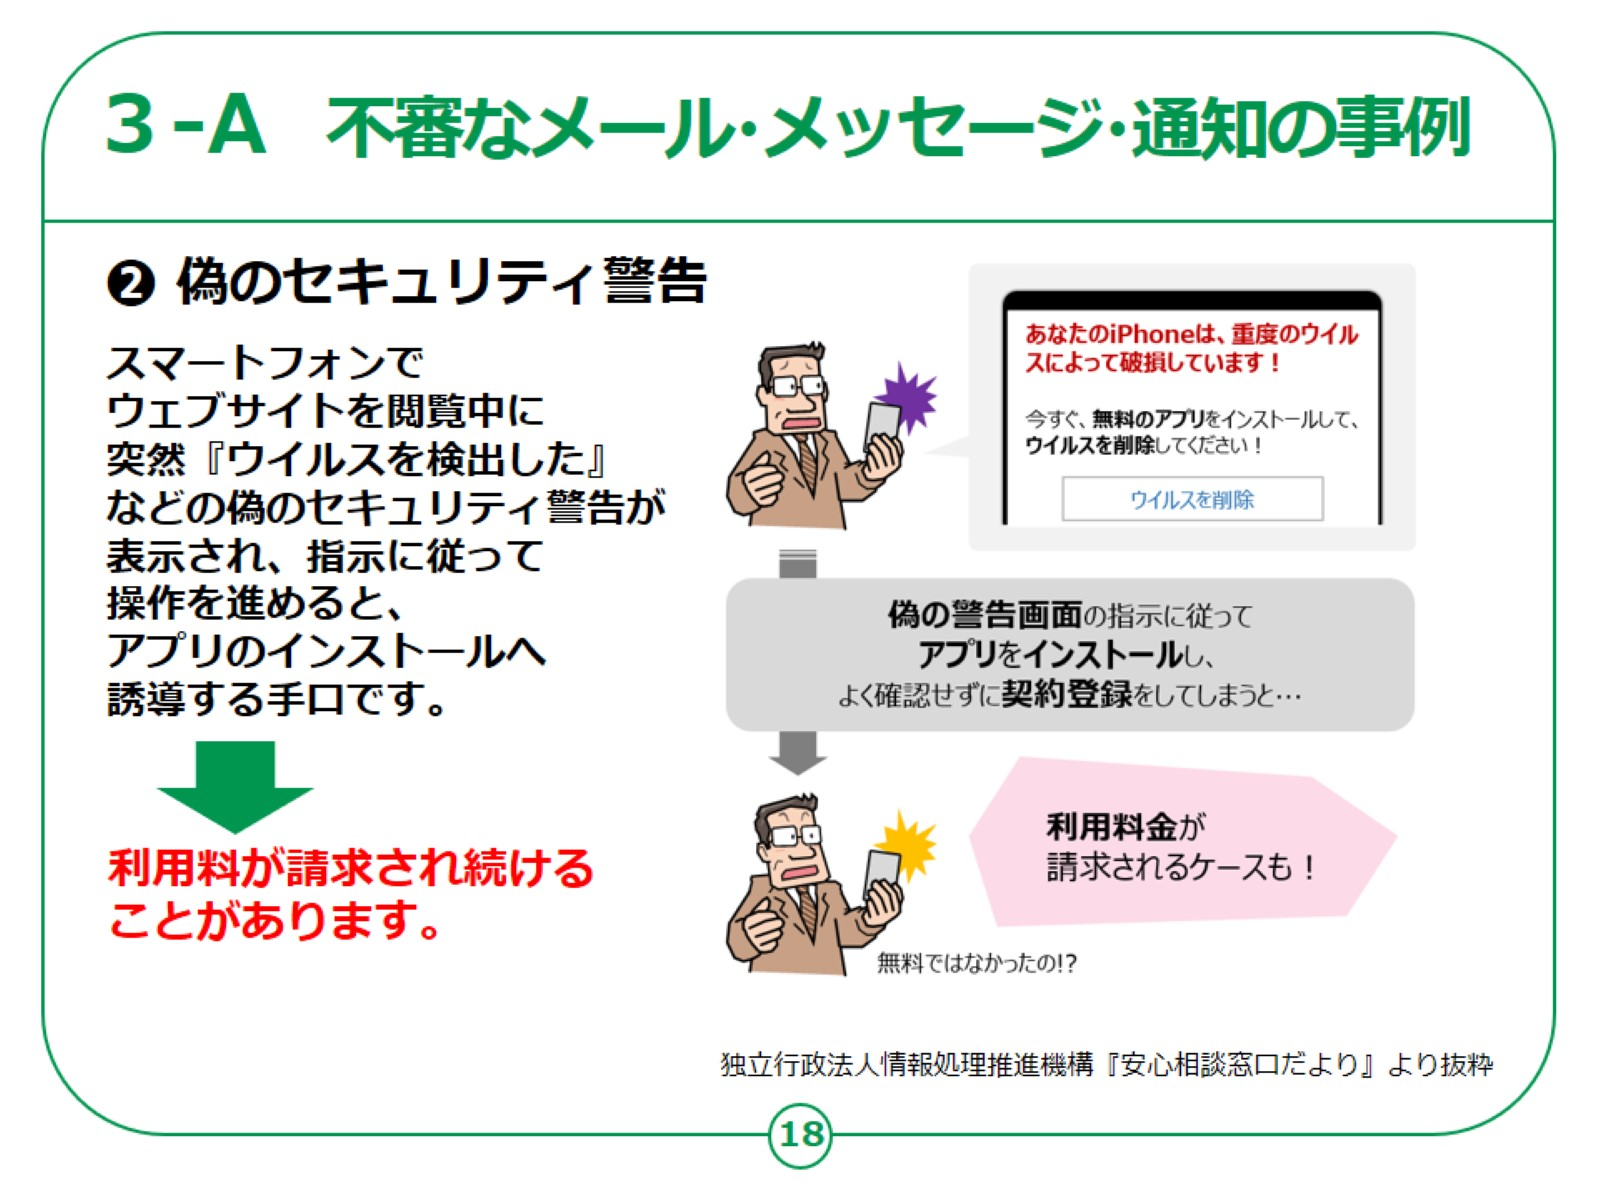 ３-A　不審なメール･メッセージ･通知の事例
❷ 偽のセキュリティ警告
スマートフォンで
ウェブサイトを閲覧中に
突然『ウイルスを検出した』
などの偽のセキュリティ警告が
表示され、指示に従って
操作を進めると、
アプリのインストールへ
誘導する手口です。
利用料が請求され続ける
ことがあります。
あなたのiPhoneは、重度のウイル
スによって破損しています！
今すぐ、無料のアプリをインストールして、
ウイルスを削除してください！
ウイルスを削除
偽の警告画面の指示に従って
アプリをインストールし、
よく確認せずに契約登録をしてしまうと…
利用料金が
請求されるケースも！
無料ではなかったの!?
独立行政法人情報処理推進機構『安心相談窓口だより』より抜粋
18